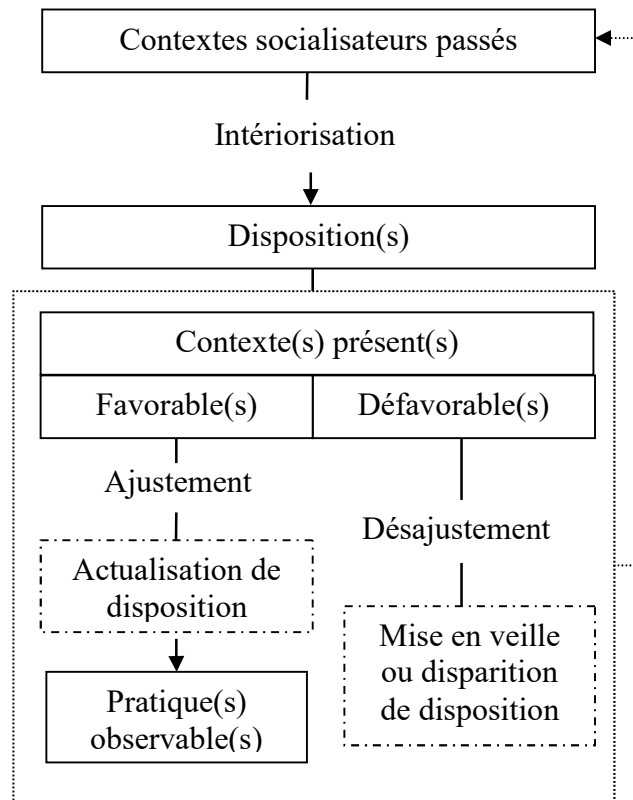 Contextes socialisateurs passés
Intériorisation
Disposition(s)
Contexte(s) présent(s)
Favorable(s)
Défavorable(s)
Ajustement
Désajustement
Actualisation de
disposition
Mise en veille
ou disparition
de disposition
Pratique(s)
observable(s)